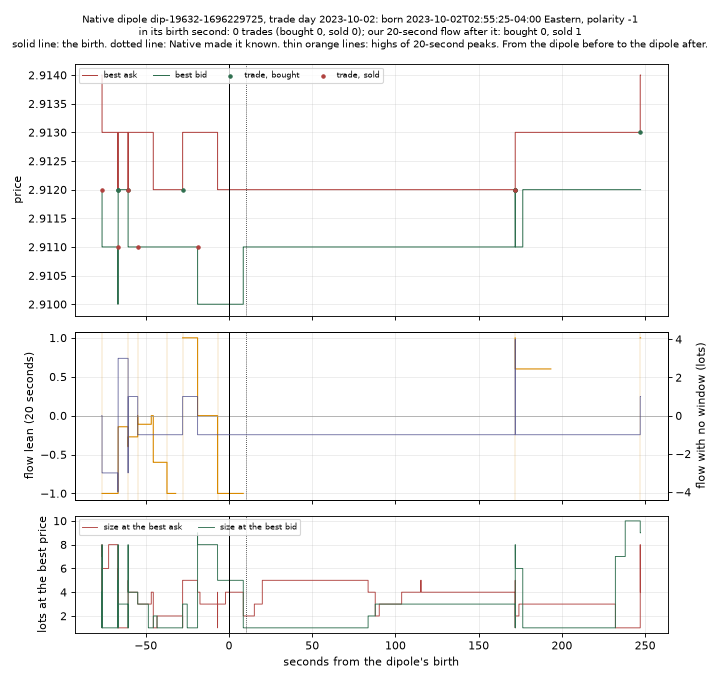 Native dipole dip-19632-1696229725, trade day 2023-10-02: born 2023-10-02T02:55:25-04:00 Eastern, polarity -1
in its birth second: 0 trades (bought 0, sold 0); our 20-second flow after it: bought 0, sold 1
solid line: the birth. dotted line: Native made it known. thin orange lines: highs of 20-second peaks. From the dipole before to the dipole after.
best ask best bid trade, bought trade, sold
2.9140
2.9135
2.9130
2.9125
2.9120
2.9115
2.9110
2.9105
2.9100
price
1.0
0.5
0.0
−0.5
−1.0
flow lean (20 seconds)
4
2
0
−2
−4
flow with no window (lots)
size at the best ask size at the best bid
10
8
6
4
2
lots at the best price
−50 0 50 100 150 200 250
seconds from the dipole's birth